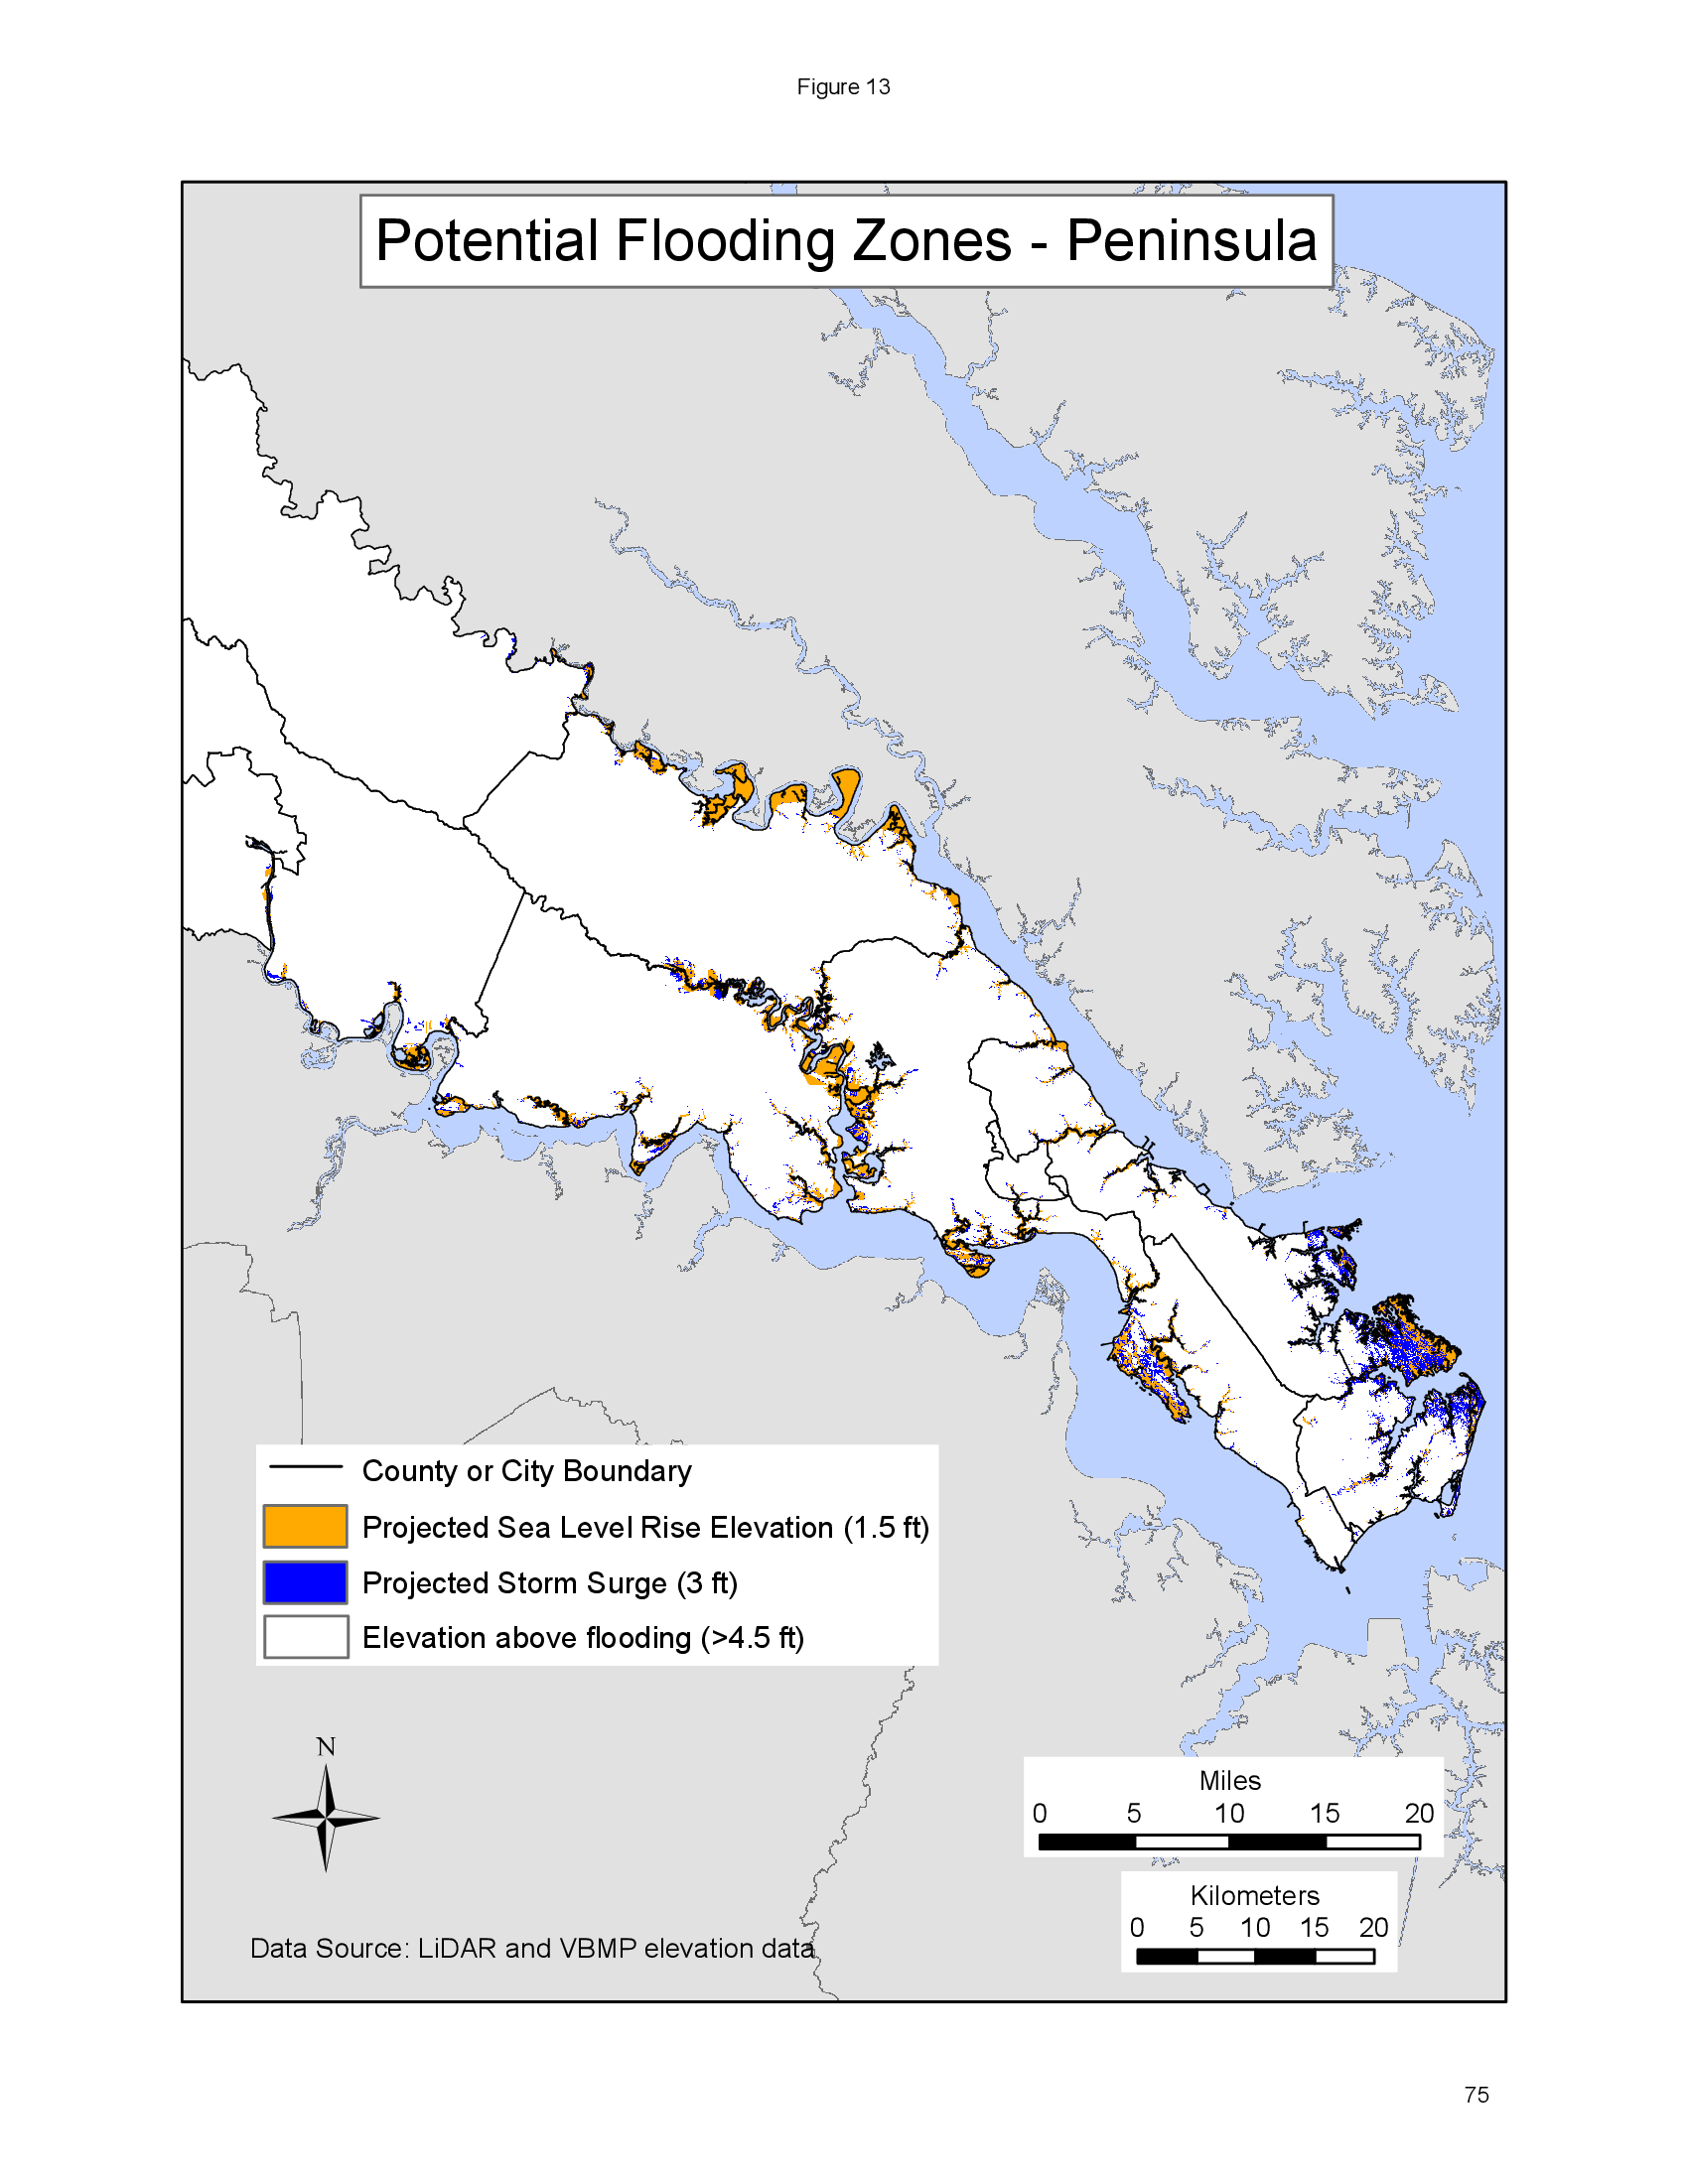 Figure 13
Potential Flooding Zones - Peninsula
County or City Boundary
Projected Sea Level Rise Elevation (1.5 ft)
Projected Storm Surge (3 ft)
Elevation above flooding (>4.5 ft)
N
Miles
0 5 10 15 20
Kilometers
0 5 10 15 20
Data Source: LiDAR and VBMP elevation data
75